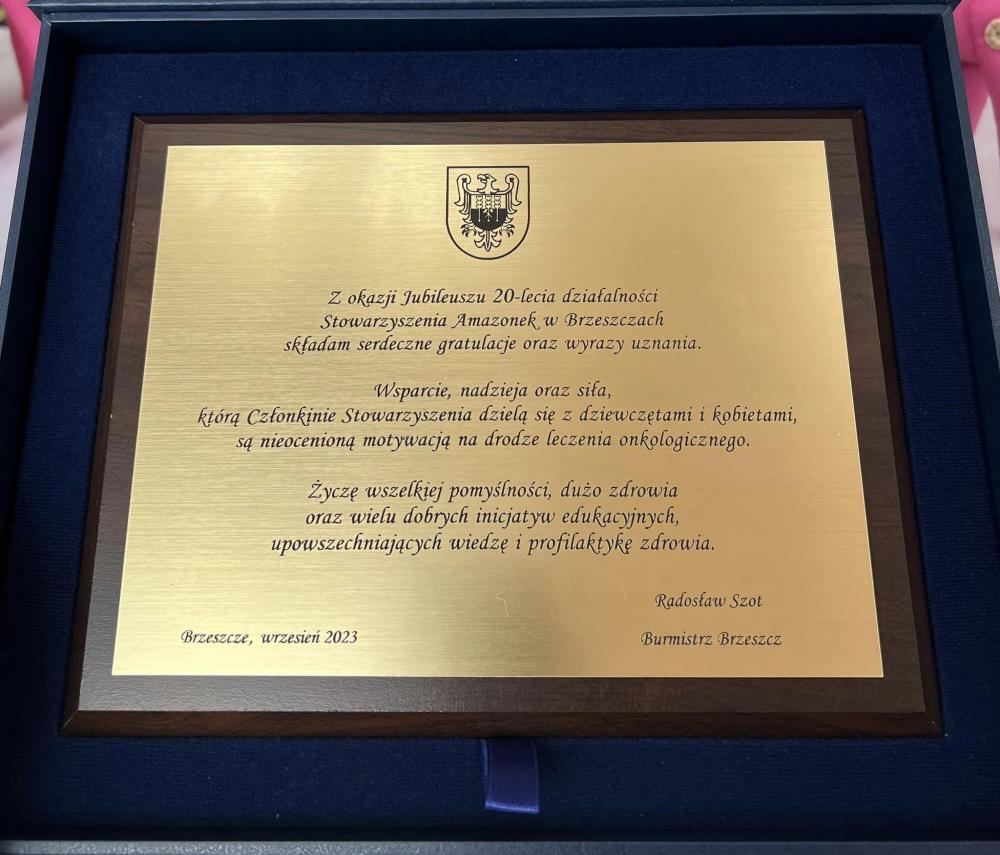 Z okazji Jubileuszu 20-lecia działalności
Stowarzyszenia Amazonek w Brzeszczach
składam serdeczne gratulacje oraz wyrazy uznania.
Wsparcie, nadzieja oraz siła,
którą Członkinie Stowarzyszenia dzielą się z dziewczętami i kobietami,
są nieocenioną motywacją na drodze leczenia onkologicznego.
Życzę wszelkiej pomyślności, dużo zdrowia
oraz wielu dobrych inicjatyw edukacyjnych,
upowszechniających wiedzę i profilaktykę zdrowia.
Radosław Szot
Brzeszcze, wrzesień 2023
Burmistrz Brzeszcz